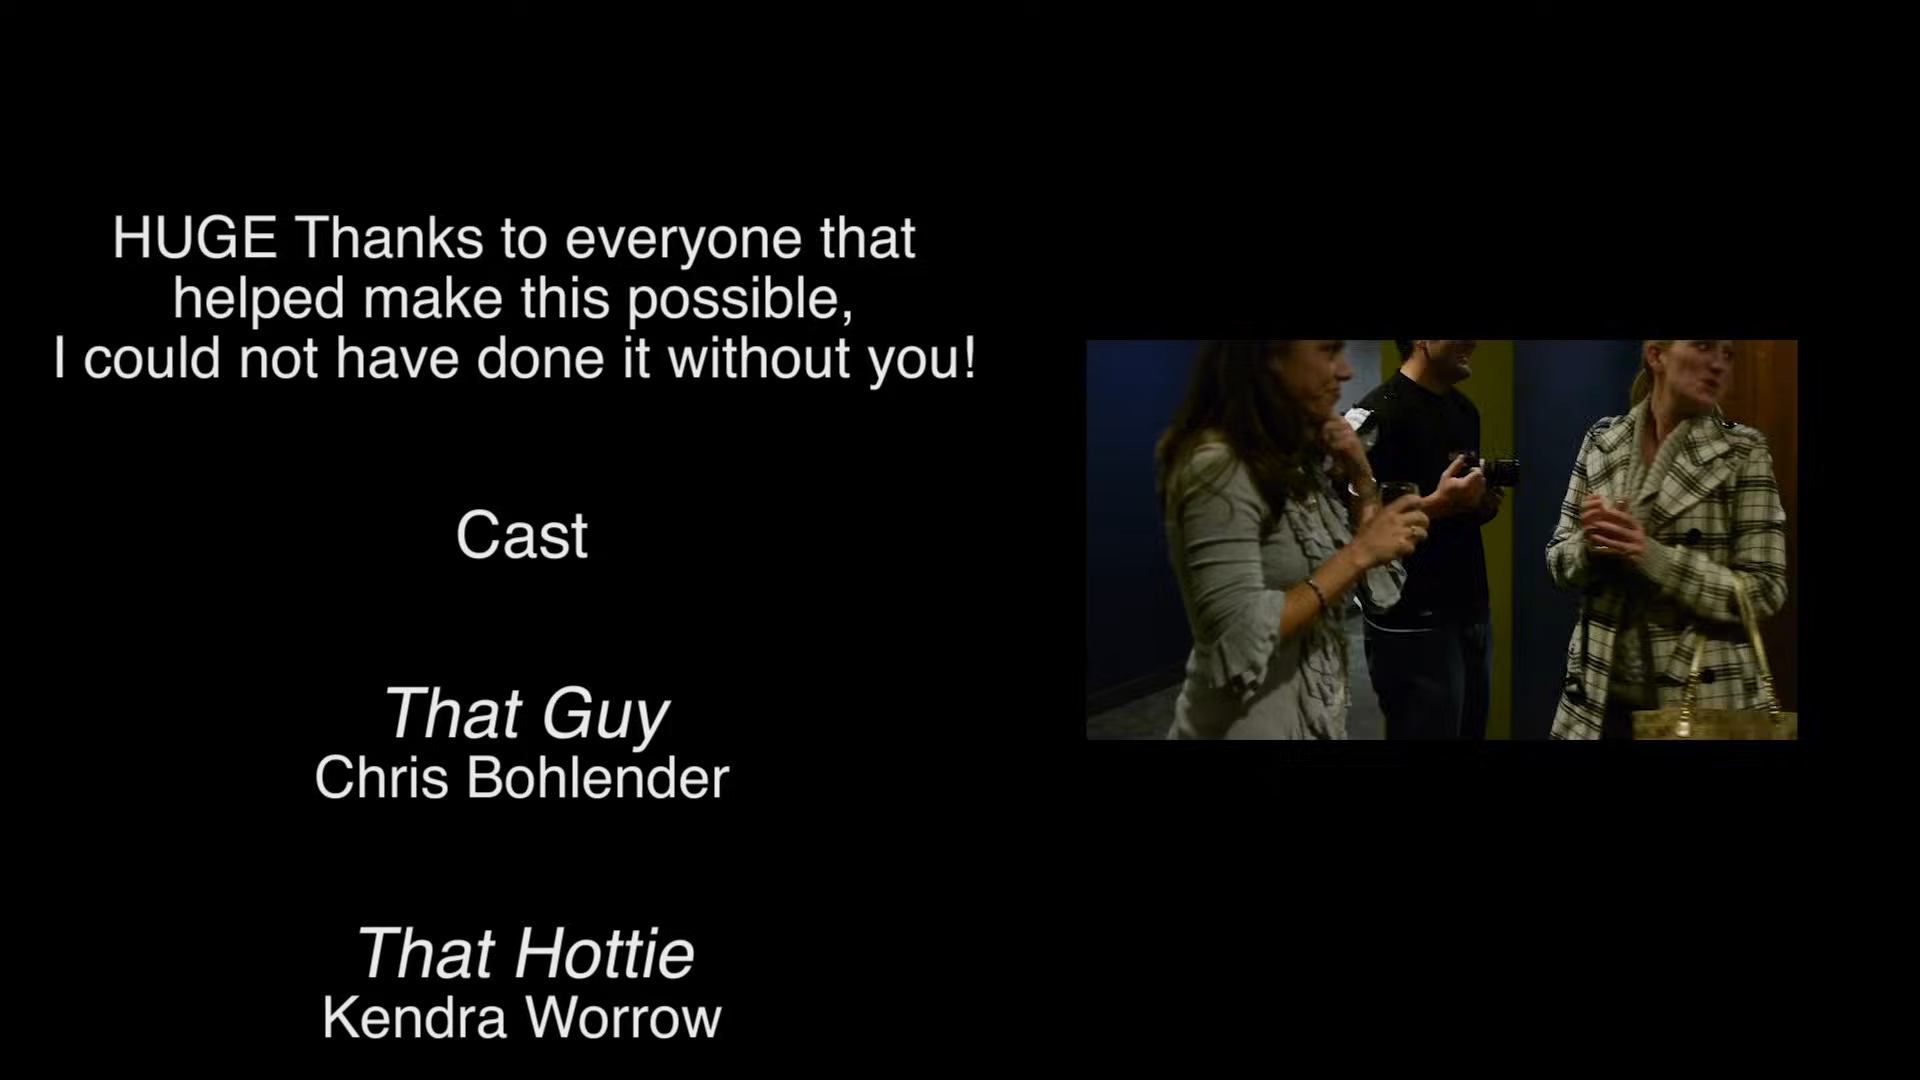 HUGE Thanks to everyone that
helped make this possible,
I could not have done it without you!
Cast
That Guy
Chris Bohlender
That Hottie
Kendra Worrow